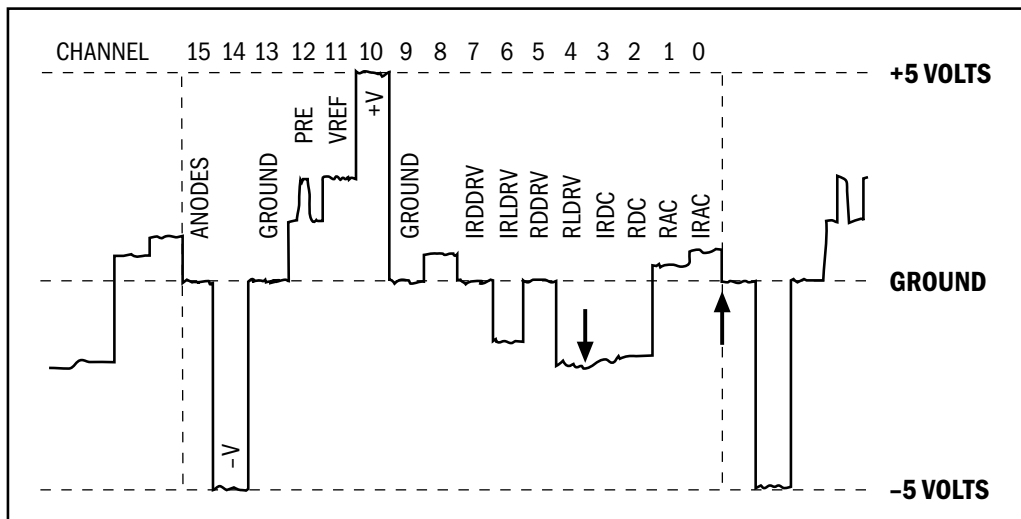 CHANNEL 15 14 13 12 11 10 9 8 7 6 5 4 3 2 1 0
+5 VOLTS
ANODES
–V
GROUND
PRE
VREF
+V
GROUND
IRDDRV
IRLDRV
RDDRV
RLDRV
IRDC
RDC
RAC
IRAC
GROUND
–5 VOLTS